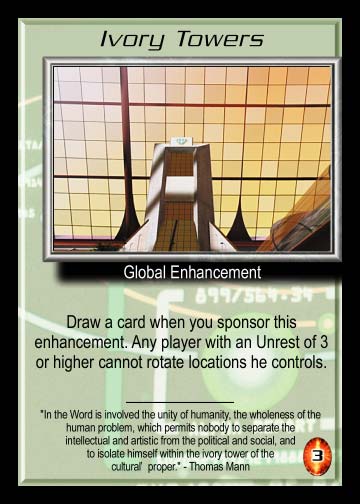 Ivory Towers
Global Enhancement
899/564-34
Draw a card when you sponsor this
enhancement. Any player with an Unrest of 3
or higher cannot rotate locations he controls.
"In the Word is involved the unity of humanity, the wholeness of the
human problem, which permits nobody to separate the
intellectual and artistic from the political and social, and
to isolate himself within the ivory tower of the
cultural' proper." - Thomas Mann
3